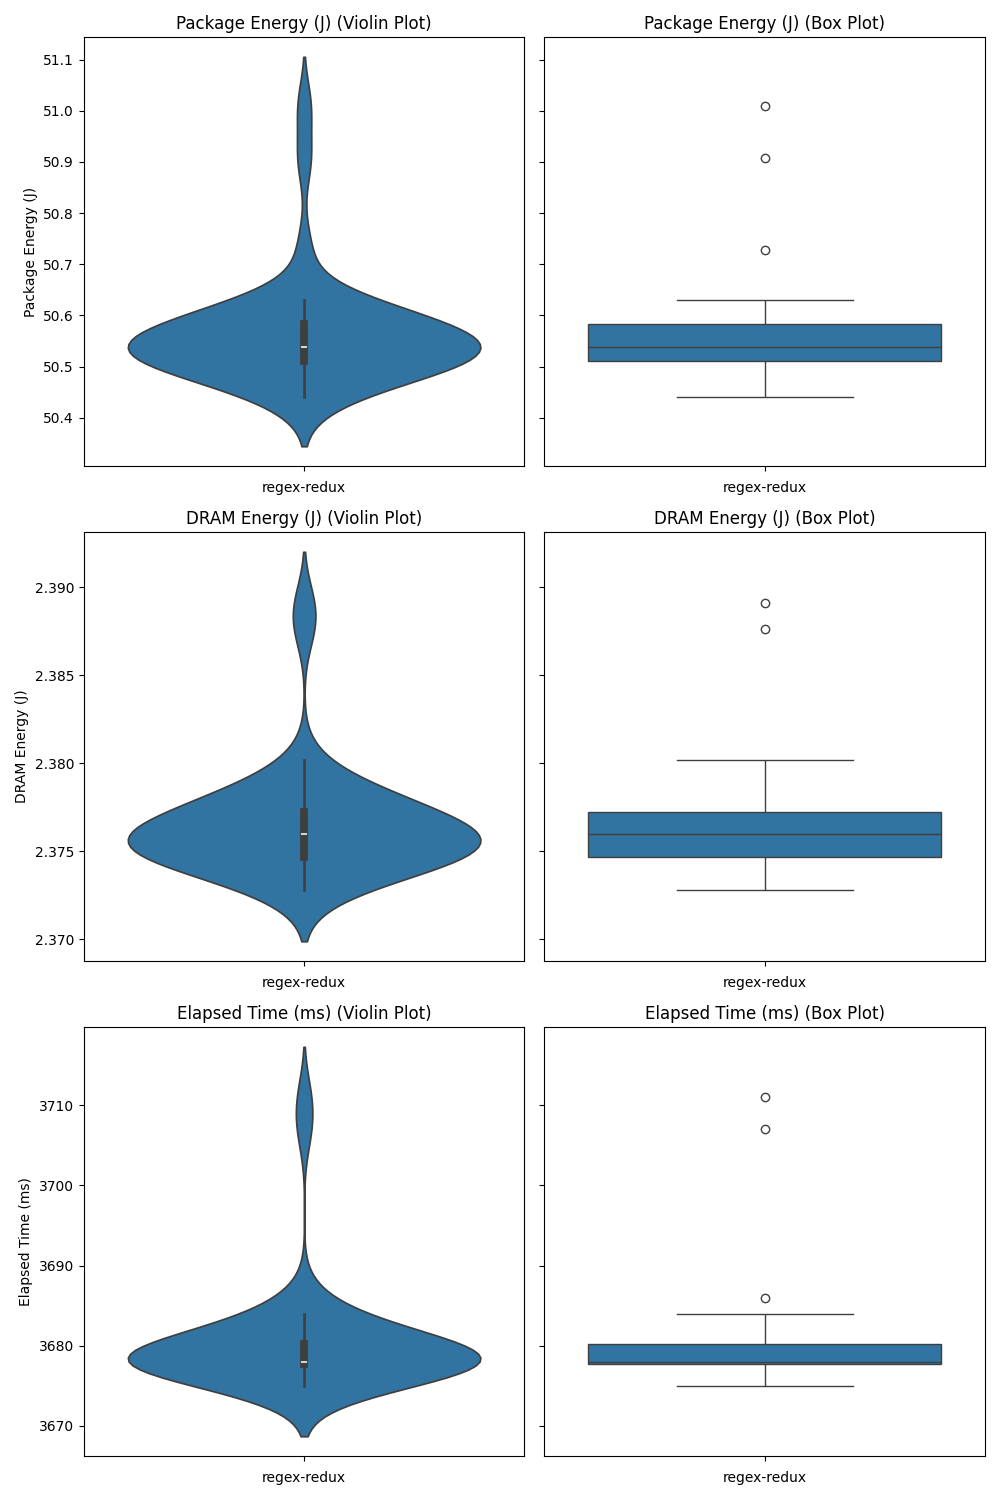 Package Energy (J) (Violin Plot)
Package Energy (J) (Box Plot)
51.1
51.0
50.9
50.8
50.7
50.6
50.5
50.4
Package Energy (J)
regex-redux
regex-redux
DRAM Energy (J) (Violin Plot)
DRAM Energy (J) (Box Plot)
2.390
2.385
2.380
2.375
2.370
DRAM Energy (J)
regex-redux
regex-redux
Elapsed Time (ms) (Violin Plot)
Elapsed Time (ms) (Box Plot)
3710
3700
3690
3680
3670
Elapsed Time (ms)
regex-redux
regex-redux